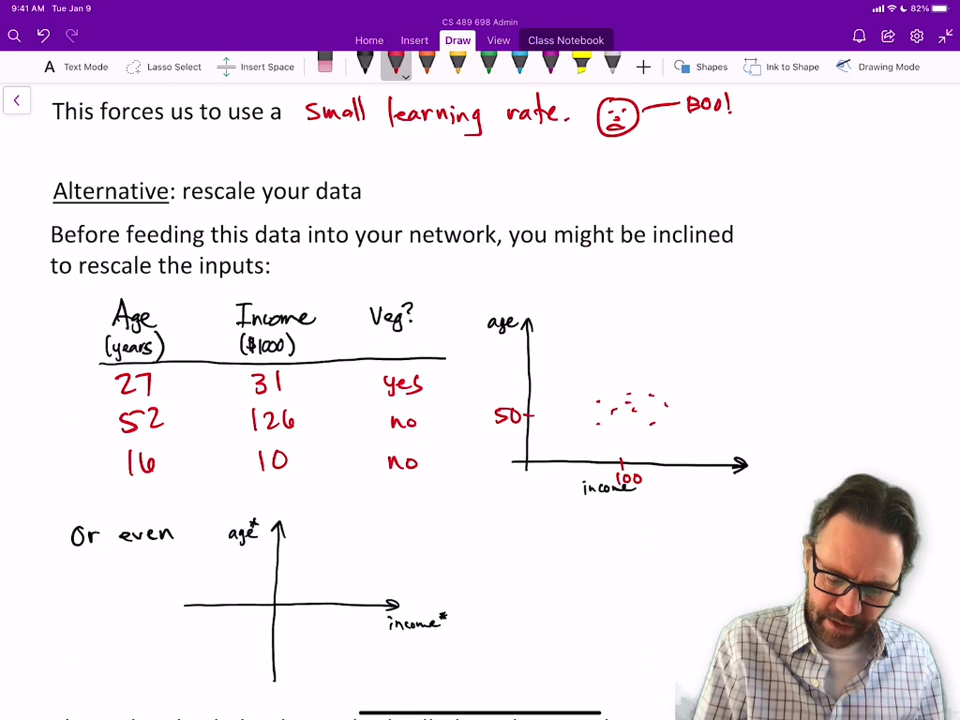 9:41 AM Tue Jan 9
82%
CS 489 698 Admin
Home Insert Draw View Class Notebook
A Text Mode Lasso Select Insert Space Shapes Ink to Shape Drawing Mode
This forces us to use a small learning rate. Boo!
Alternative: rescale your data
Before feeding this data into your network, you might be inclined
to rescale the inputs:
Age Income Veg?
(years) ($1000)
27 31 yes
52 126 no
16 10 no
age
50
100
income
Or even
age*
income*